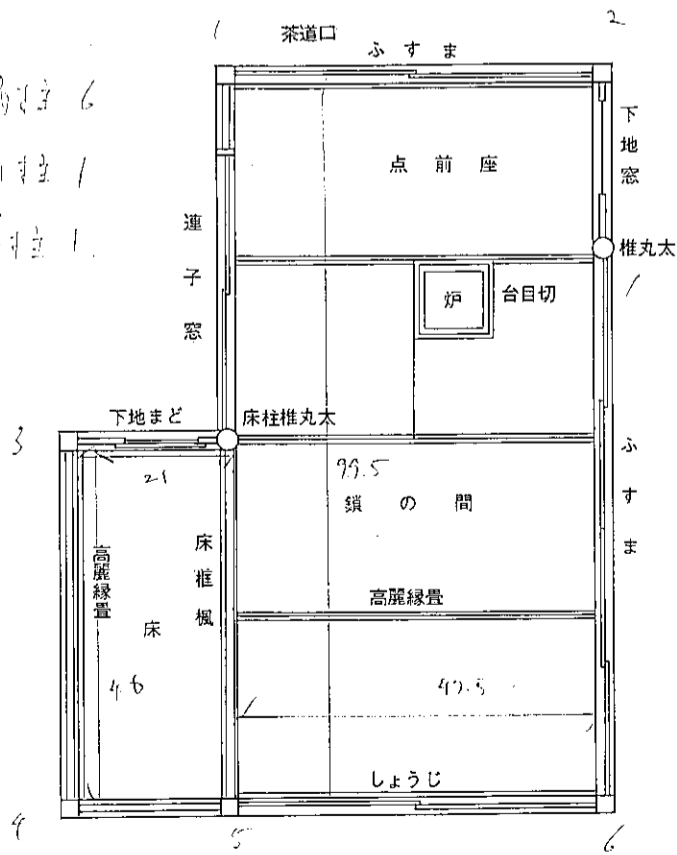 1
茶道口
2
ふすま
6
1
1
下地窓
点前座
連子窓
椎丸太
1
炉
台目切
下地まど
床柱椎丸太
3
21
99.5
鎖の間
ふすま
床框楓
高麗縁畳
高麗縁畳
床
しょうじ
4
5
6